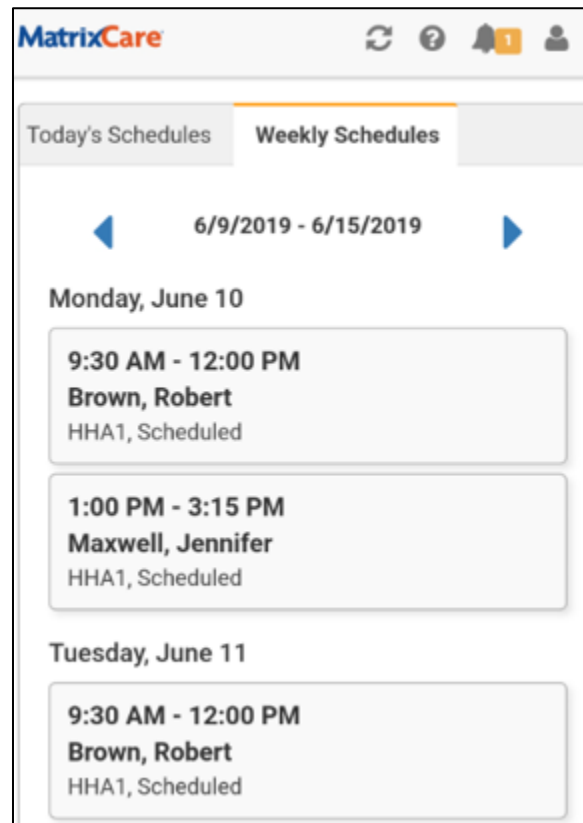 MatrixCare
1
Today's Schedules
Weekly Schedules
6/9/2019 - 6/15/2019
Monday, June 10
9:30 AM - 12:00 PM
Brown, Robert
HHA1, Scheduled
1:00 PM - 3:15 PM
Maxwell, Jennifer
HHA1, Scheduled
Tuesday, June 11
9:30 AM - 12:00 PM
Brown, Robert
HHA1, Scheduled